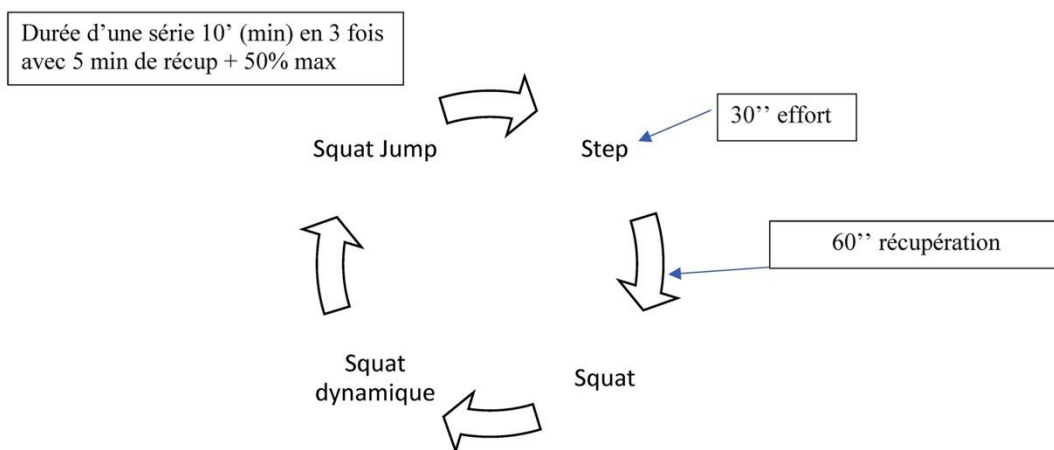 Durée d’une série 10’ (min) en 3 fois
avec 5 min de récup + 50% max
Squat Jump
Step
30’’ effort
60’’ récupération
Squat
dynamique
Squat